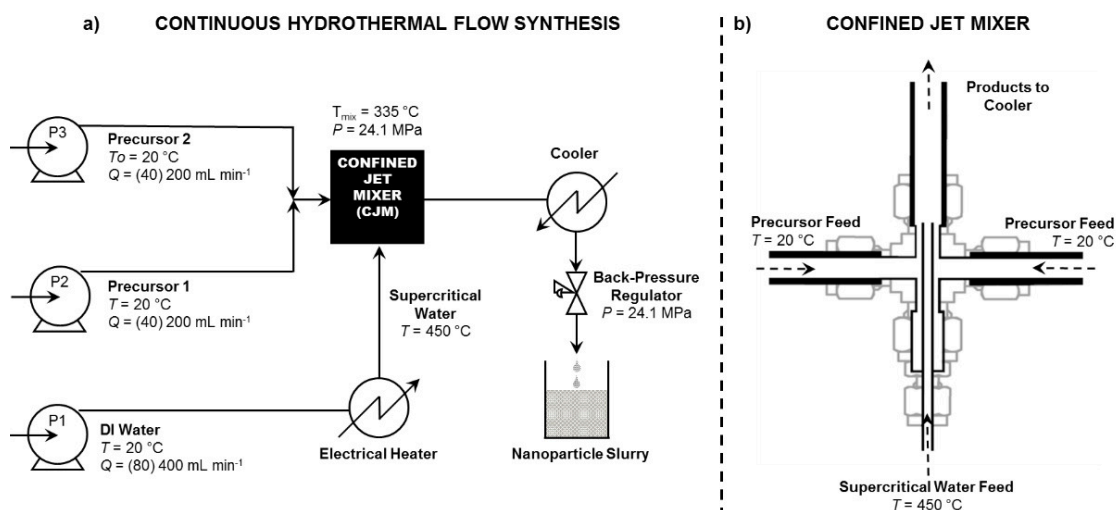 a) CONTINUOUS HYDROTHERMAL FLOW SYNTHESIS
P3
Precursor 2
To = 20 °C
Q = (40) 200 mL min-1
Tmix = 335 °C
P = 24.1 MPa
CONFINED
JET
MIXER
(CJM)
Cooler
P2
Precursor 1
T = 20 °C
Q = (40) 200 mL min-1
Supercritical
Water
T = 450 °C
Back-Pressure
Regulator
P = 24.1 MPa
P1
DI Water
T = 20 °C
Q = (80) 400 mL min-1
Electrical Heater
Nanoparticle Slurry
b) CONFINED JET MIXER
Products to
Cooler
Precursor Feed
T = 20 °C
Precursor Feed
T = 20 °C
Supercritical Water Feed
T = 450 °C